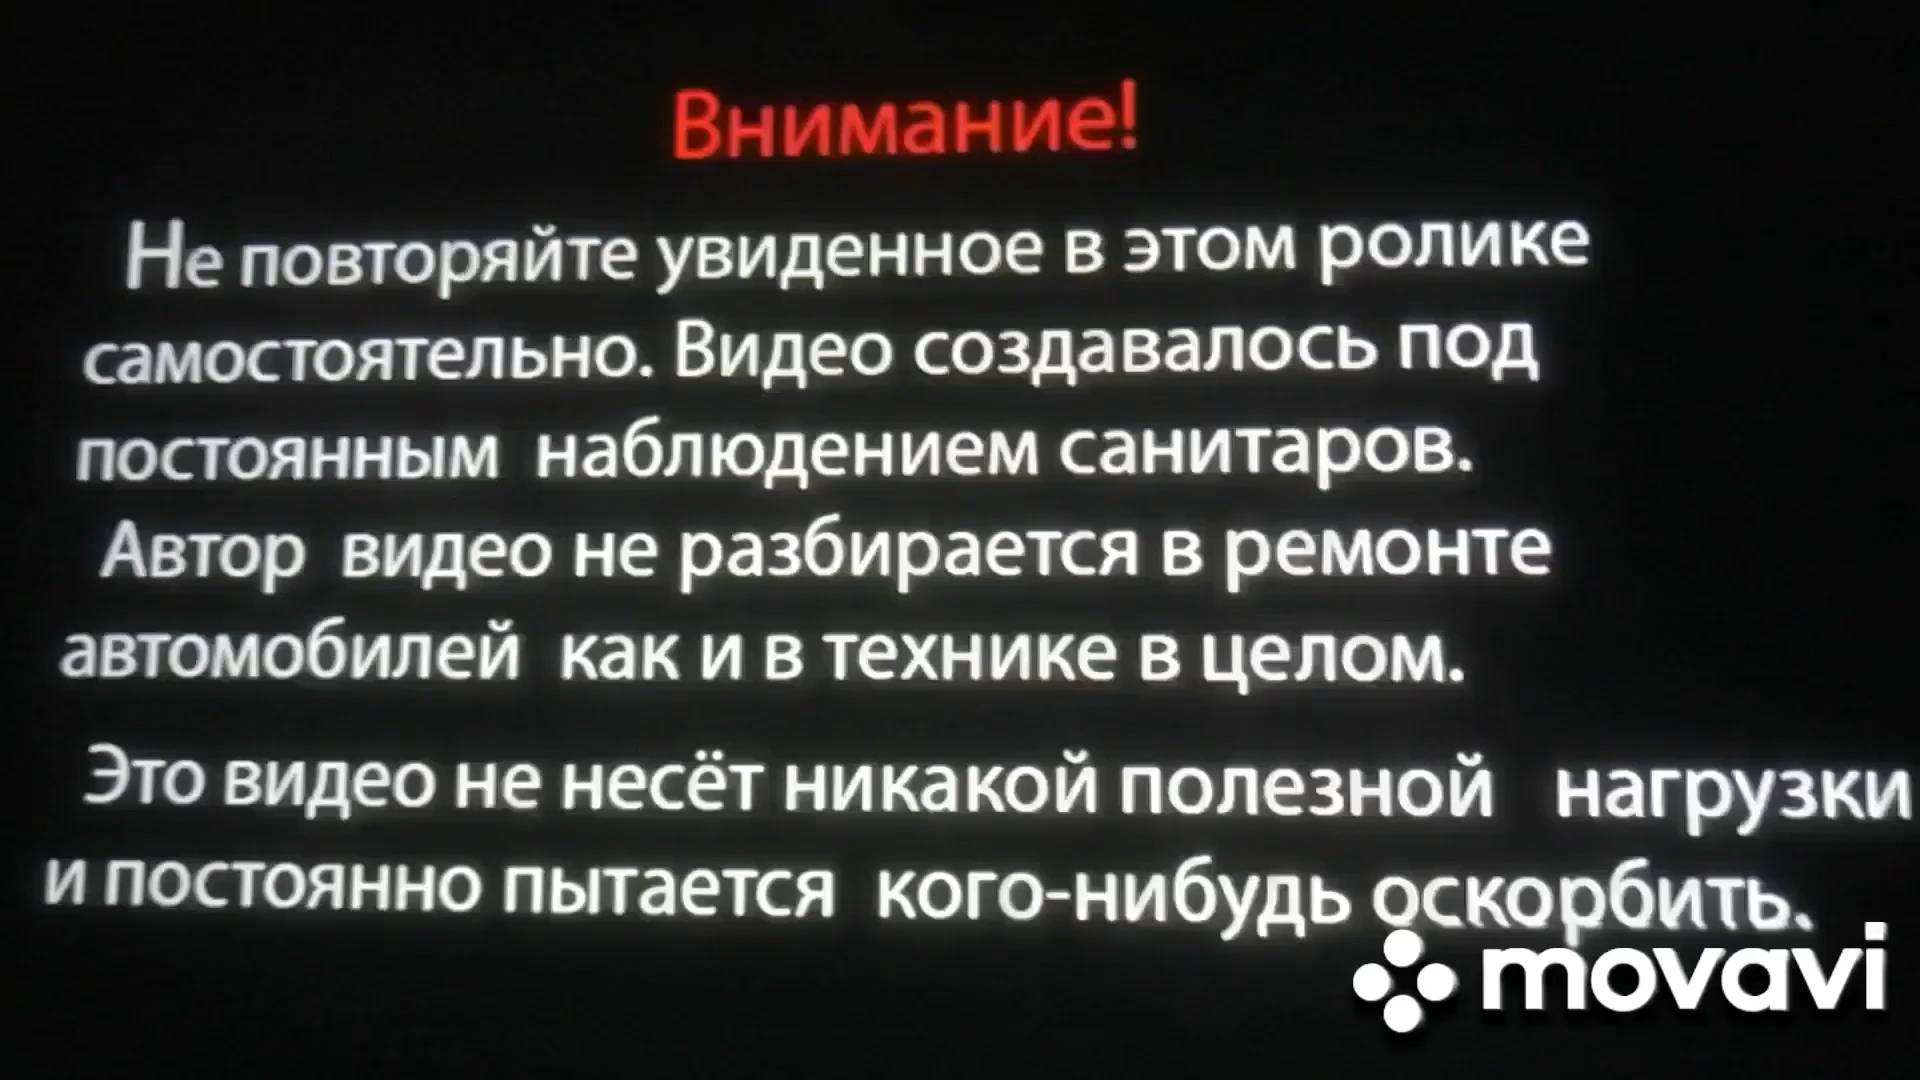 Внимание!
Не повторяйте увиденное в этом ролике
самостоятельно. Видео создавалось под
постоянным наблюдением санитаров.
Автор видео не разбирается в ремонте
автомобилей как и в технике в целом.
Это видео не несёт никакой полезной нагрузки
и постоянно пытается кого-нибудь оскорбить.
movavi